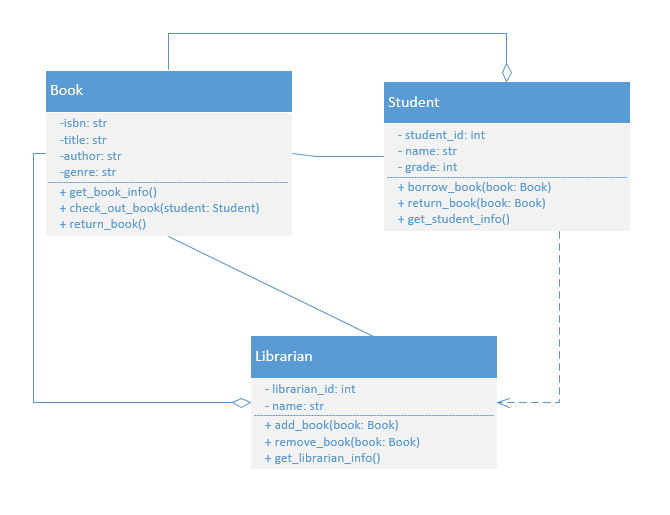 Book
-isbn: str
-title: str
-author: str
-genre: str
+ get_book_info()
+ check_out_book(student: Student)
+ return_book()
Student
- student_id: int
- name: str
- grade: int
+ borrow_book(book: Book)
+ return_book(book: Book)
+ get_student_info()
Librarian
- librarian_id: int
- name: str
+ add_book(book: Book)
+ remove_book(book: Book)
+ get_librarian_info()